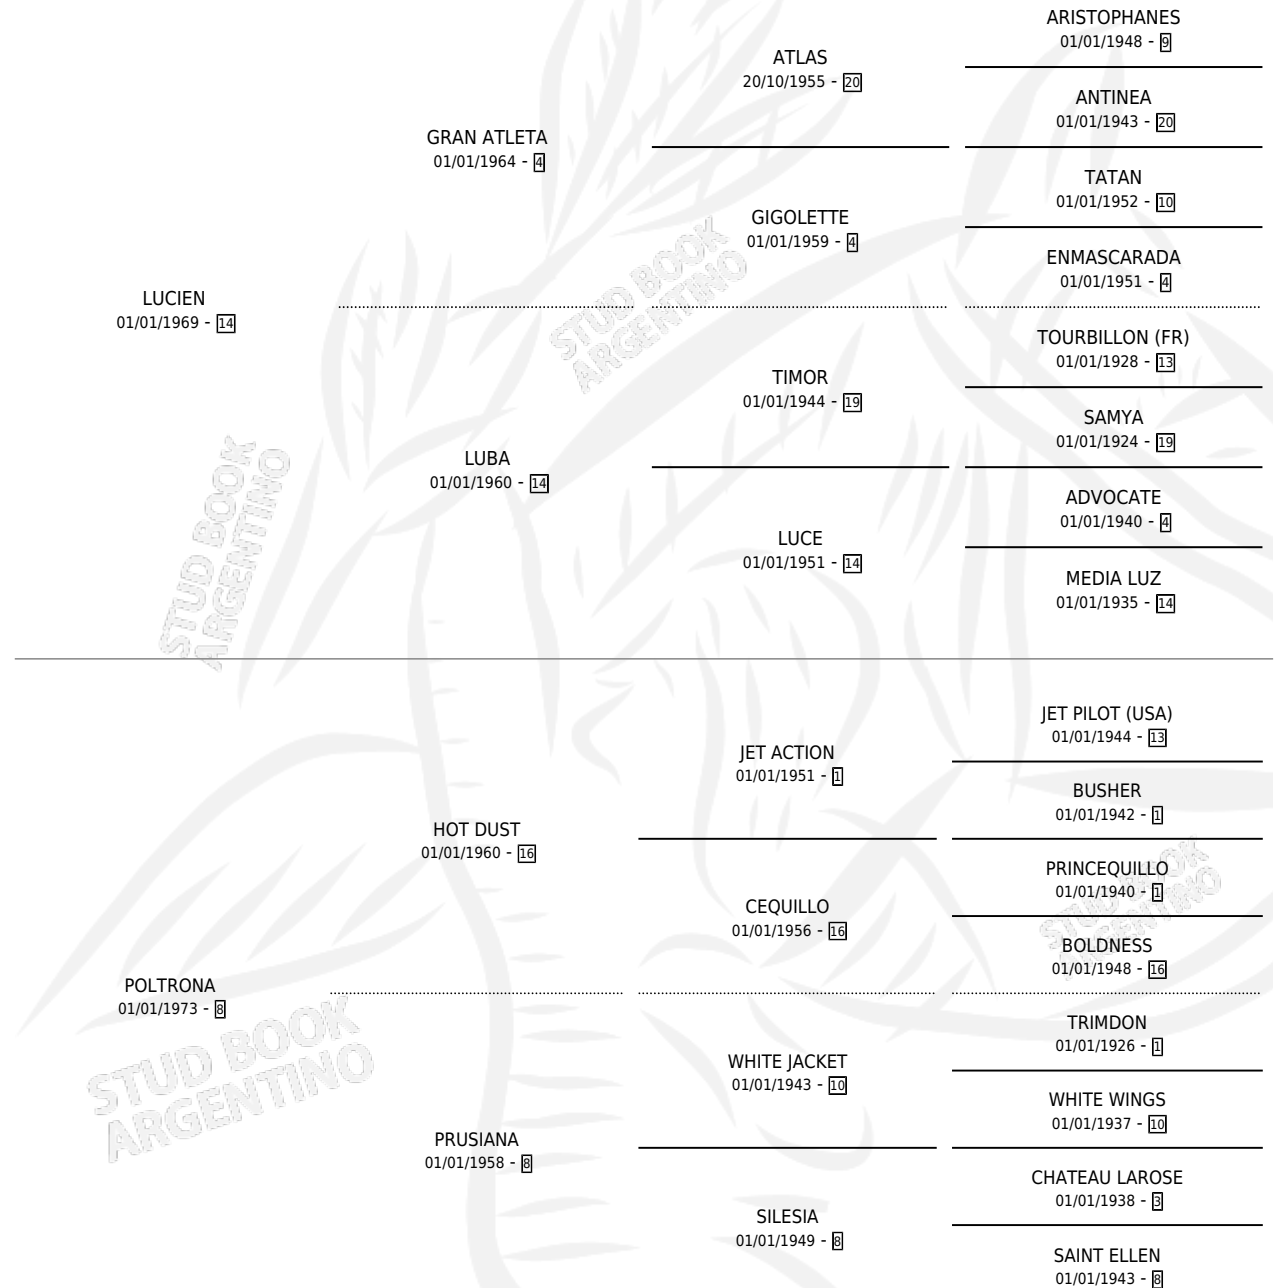 ARISTOPHANES
01/01/1948 - 9
ATLAS
20/10/1955 - 20
ANTINEA
01/01/1943 - 20
GRAN ATLETA
01/01/1964 - 4
TATAN
01/01/1952 - 10
GIGOLETTE
01/01/1959 - 4
ENMASCARADA
01/01/1951 - 4
LUCIEN
01/01/1969 - 14
STUD BOOK
ARGENTINO
TOURBILLON (FR)
01/01/1928 - 13
TIMOR
01/01/1944 - 19
SAMYA
01/01/1924 - 19
LUBA
01/01/1960 - 14
ADVOCATE
01/01/1940 - 4
LUCE
01/01/1951 - 14
MEDIA LUZ
01/01/1935 - 14
STUD BOOK
ARGENTINO
JET PILOT (USA)
01/01/1944 - 13
JET ACTION
01/01/1951 - 1
BUSHER
01/01/1942 - 1
HOT DUST
01/01/1960 - 16
PRINCEQUILLO
01/01/1940 - 1
CEQUILLO
01/01/1956 - 16
BOLDNESS
01/01/1948 - 16
STUD BOOK
ARGENTINO
POLTRONA
01/01/1973 - 8
STUD BOOK
ARGENTINO
TRIMDON
01/01/1926 - 1
WHITE JACKET
01/01/1943 - 10
WHITE WINGS
01/01/1937 - 10
PRUSIANA
01/01/1958 - 8
CHATEAU LAROSE
01/01/1938 - 3
SILESIA
01/01/1949 - 8
SAINT ELLEN
01/01/1943 - 8